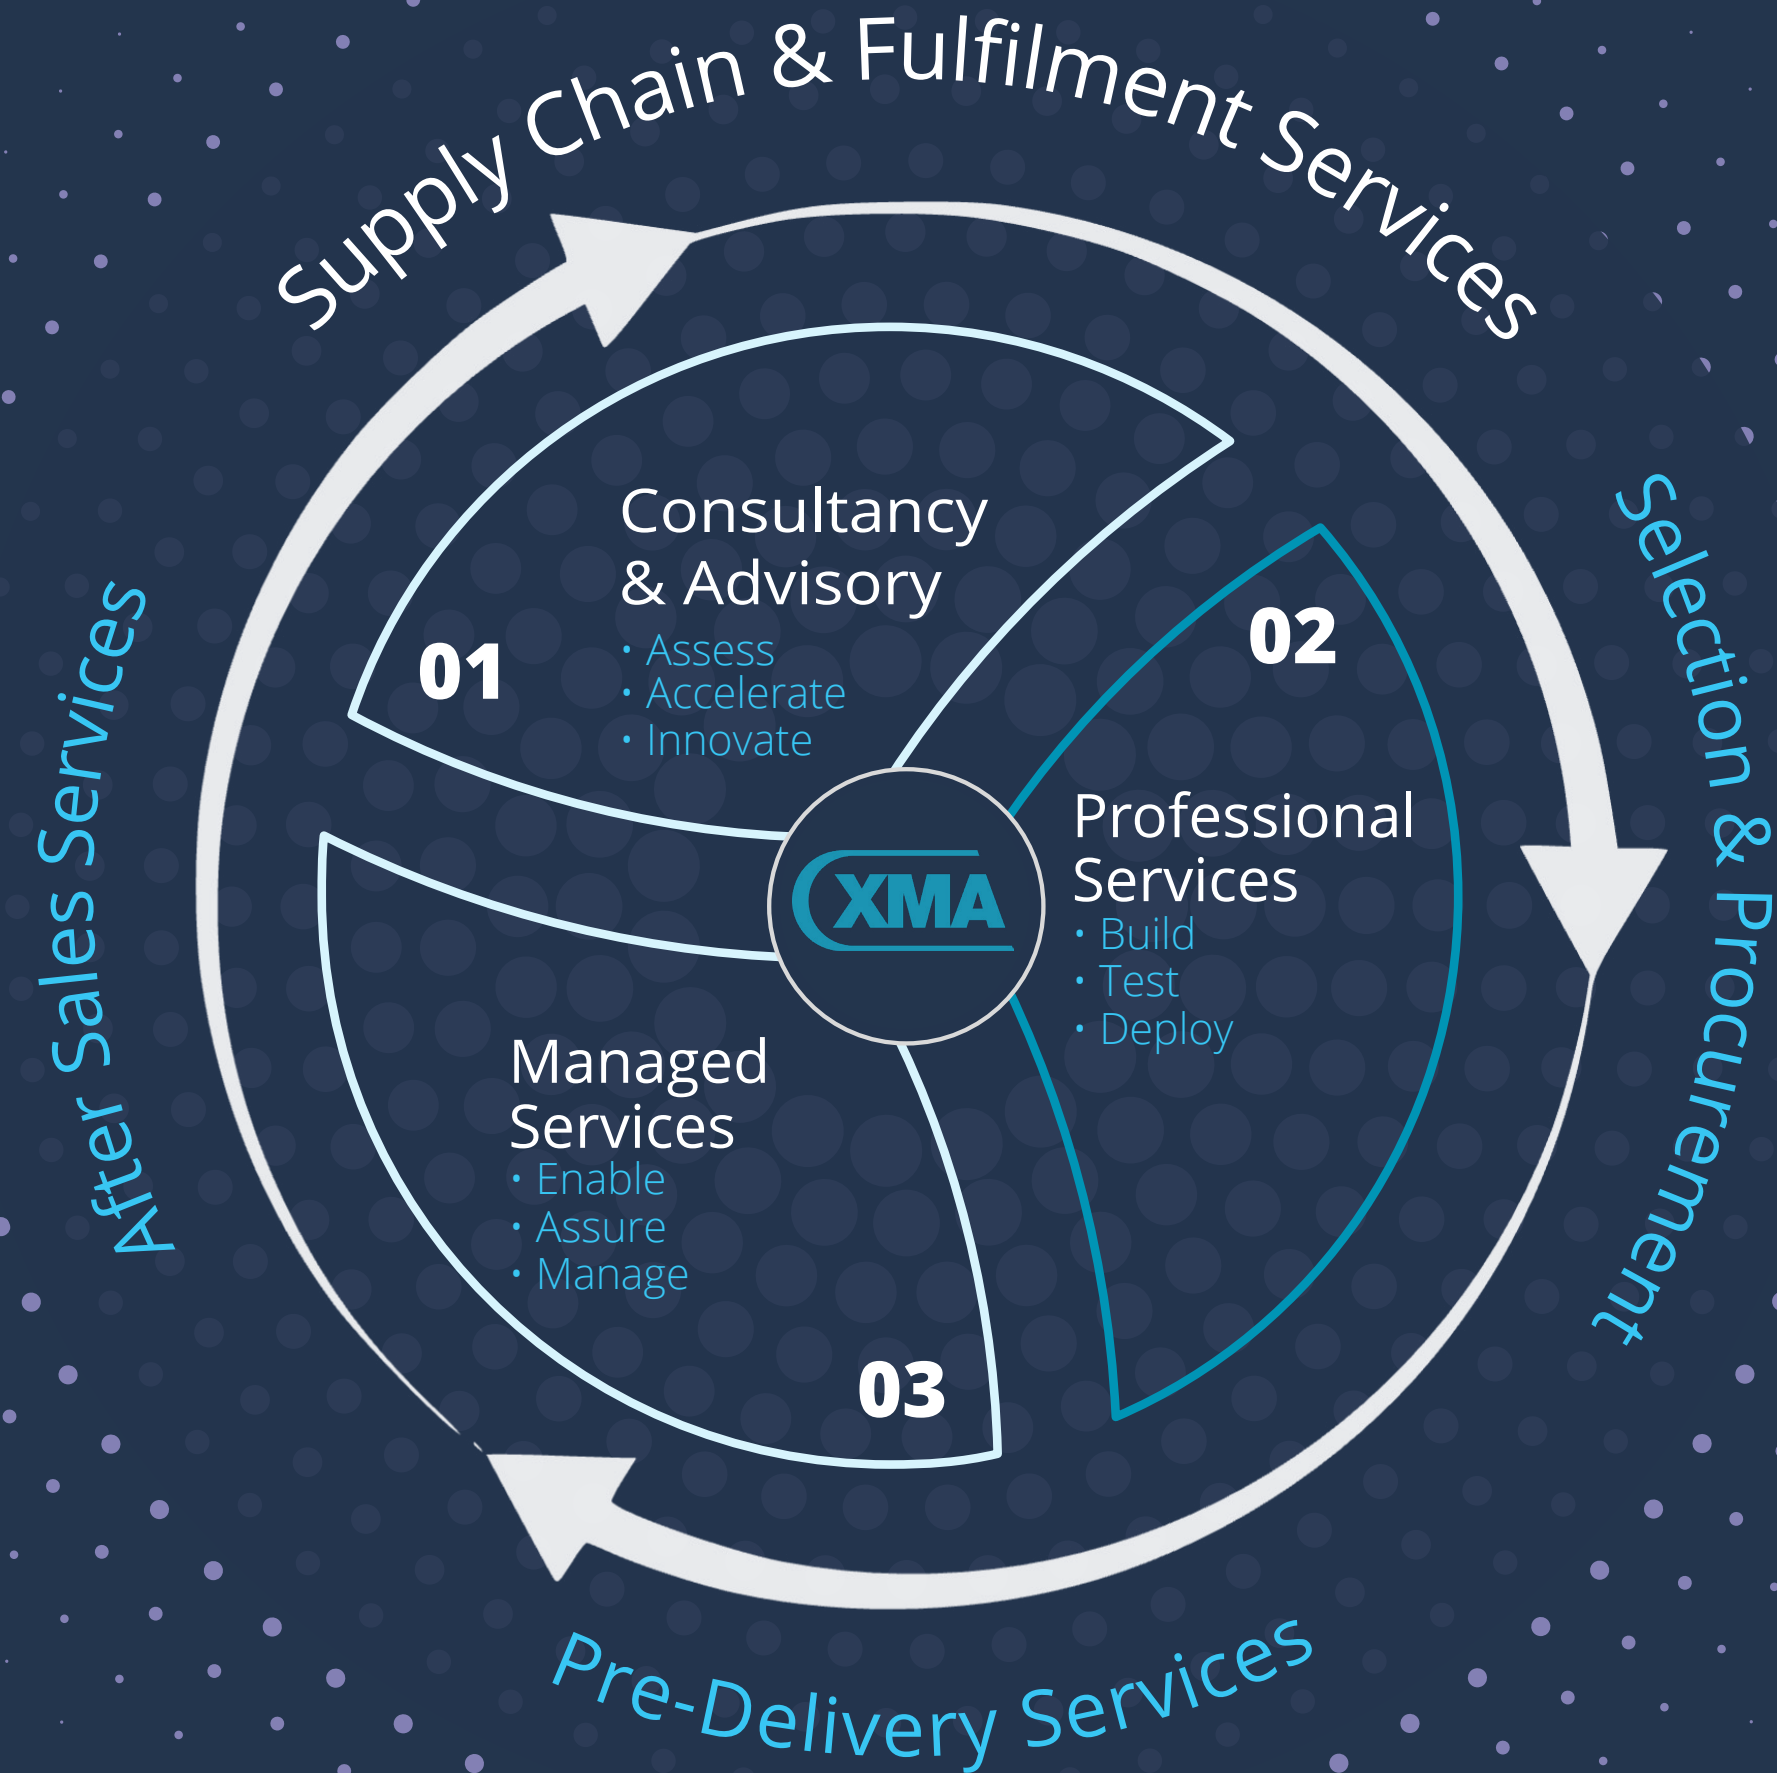 Supply Chain & Fulfilment Services
Selection & Procurement
Pre-Delivery Services
After Sales Services
01
Consultancy
& Advisory
• Assess
• Accelerate
• Innovate
02
Professional
Services
• Build
• Test
• Deploy
XMA
Managed
Services
• Enable
• Assure
• Manage
03